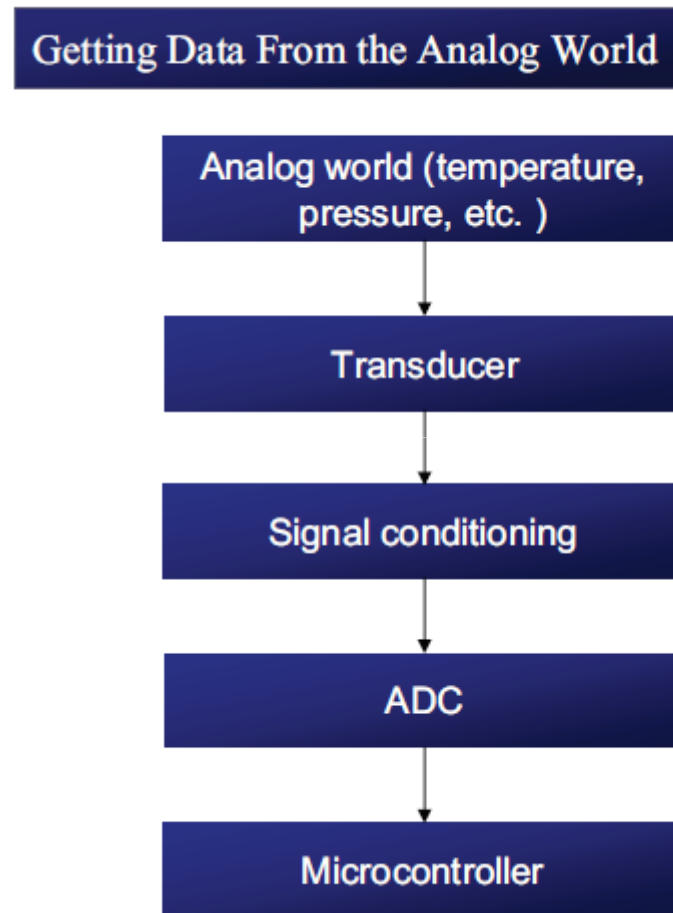 Getting Data From the Analog World
Analog world (temperature,
pressure, etc. )
Transducer
Signal conditioning
ADC
Microcontroller